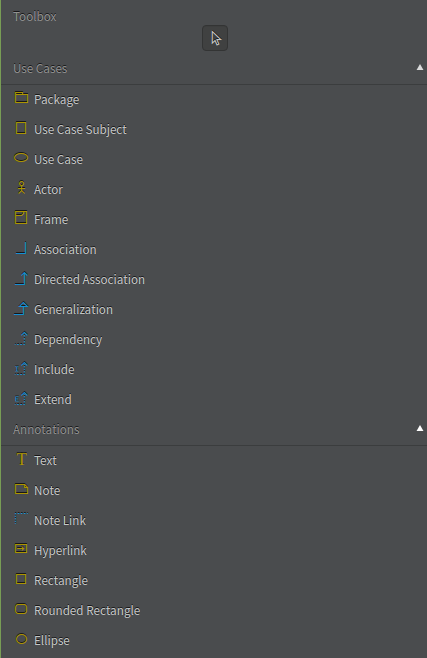 Toolbox
Use Cases
Package
Use Case Subject
Use Case
Actor
Frame
Association
Directed Association
Generalization
Dependency
Include
Extend
Annotations
Text
Note
Note Link
Hyperlink
Rectangle
Rounded Rectangle
Ellipse